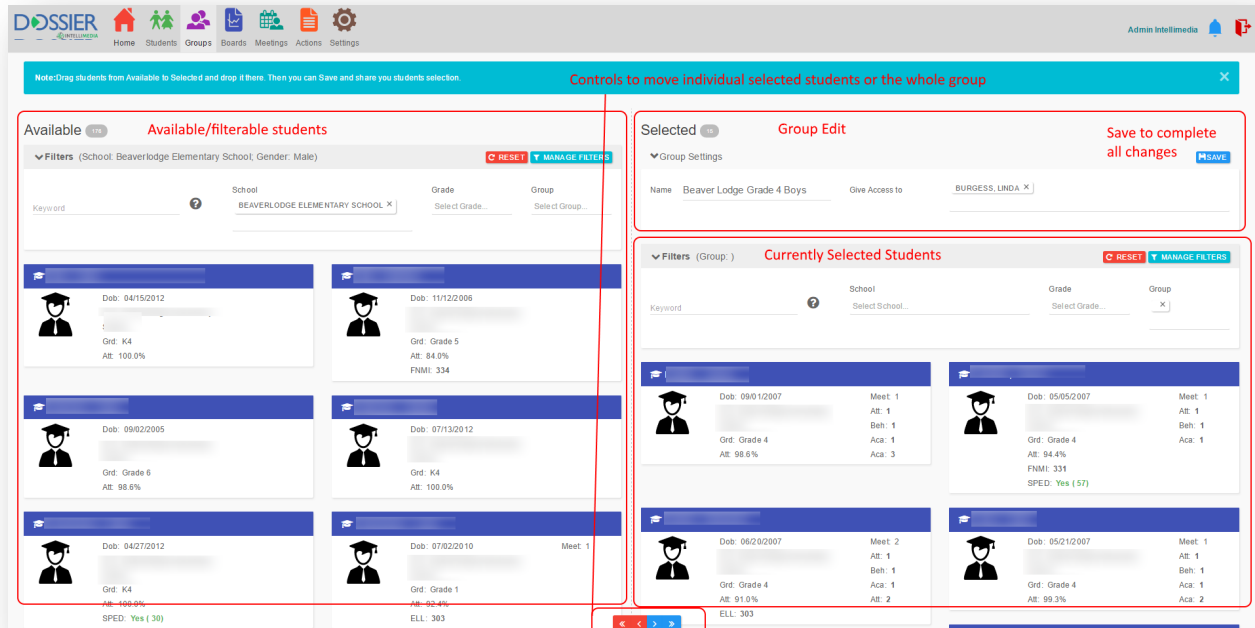 DOSSIER
INTELLIMEDIA
Home Students Groups Boards Meetings Actions Settings
Admin Intellimedia
Note:Drag students from Available to Selected and drop it there. Then you can Save and share you students selection.
Controls to move individual selected students or the whole group
×
Available
Available/filterable students
Filters (School: Beaverlodge Elementary School; Gender: Male)
RESET MANAGE FILTERS
Keyword
?
School
BEAVERLODGE ELEMENTARY SCHOOL ×
Grade
Select Grade...
Group
Select Group...
Dob: 04/15/2012
Grd: K4
Att: 100.0%
Dob: 11/12/2006
Grd: Grade 5
Att: 84.0%
FNMI: 334
Dob: 09/02/2005
Grd: Grade 6
Att: 98.6%
Dob: 07/13/2012
Grd: K4
Att: 100.0%
Dob: 04/27/2012
Grd: K4
Att: 100.0%
SPED: Yes ( 30)
Dob: 07/02/2010
Meet: 1
Grd: Grade 1
Att: 92.4%
ELL: 303
Selected
Group Edit
Save to complete
all changes
Group Settings
SAVE
Name Beaver Lodge Grade 4 Boys
Give Access to
BURGESS, LINDA ×
Filters (Group: )
Currently Selected Students
RESET MANAGE FILTERS
Keyword
?
School
Select School...
Grade
Select Grade...
Group
×
Dob: 09/01/2007
Grd: Grade 4
Att: 98.6%
Meet: 1
Att: 1
Beh: 1
Aca: 1
Aca: 3
Dob: 05/05/2007
Grd: Grade 4
Att: 94.4%
FNMI: 331
SPED: Yes ( 57)
Meet: 1
Att: 1
Beh: 1
Aca: 1
Dob: 06/20/2007
Grd: Grade 4
Att: 91.0%
ELL: 303
Meet: 2
Att: 1
Beh: 1
Aca: 1
Att: 2
Dob: 05/21/2007
Grd: Grade 4
Att: 99.3%
Meet: 1
Att: 1
Beh: 1
Aca: 1
Aca: 2
« ‹ › »